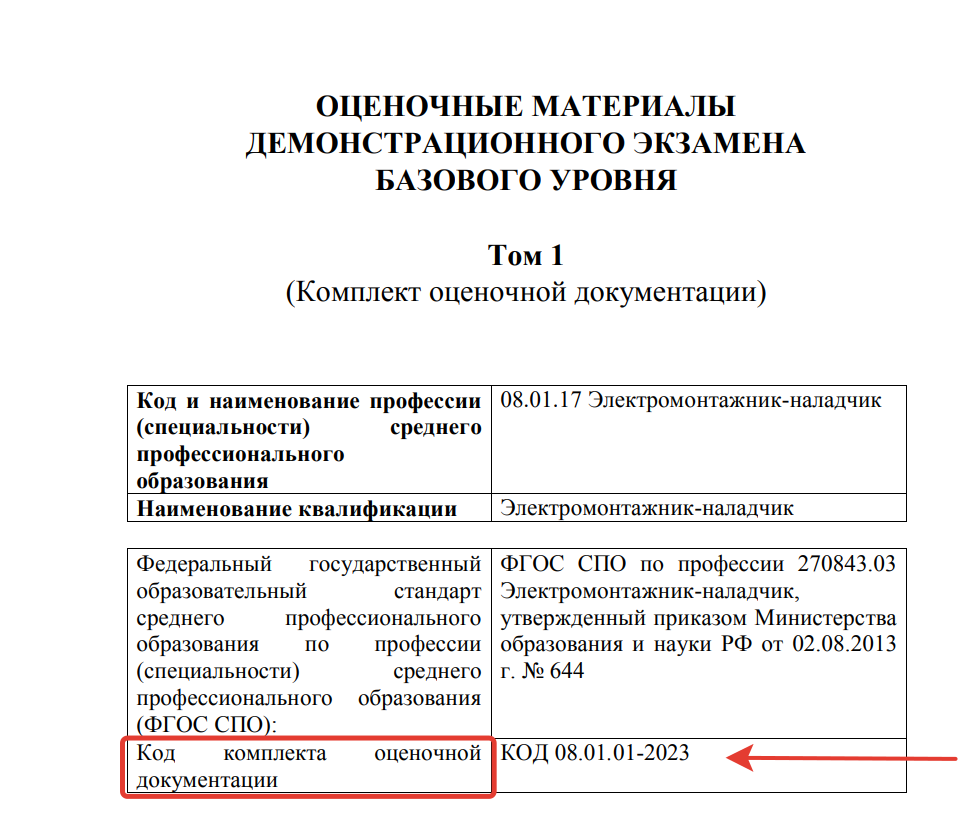 ОЦЕНОЧНЫЕ МАТЕРИАЛЫ
ДЕМОНСТРАЦИОННОГО ЭКЗАМЕНА
БАЗОВОГО УРОВНЯ
Том 1
(Комплект оценочной документации)
Код и наименование профессии
(специальности) среднего
профессионального
образования
08.01.17 Электромонтажник-наладчик
Наименование квалификации
Электромонтажник-наладчик
Федеральный государственный
образовательный стандарт
среднего профессионального
образования по профессии
(специальности) среднего
профессионального образования
(ФГОС СПО):
ФГОС СПО по профессии 270843.03
Электромонтажник-наладчик,
утвержденный приказом Министерства
образования и науки РФ от 02.08.2013
г. № 644
Код комплекта оценочной
документации
КОД 08.01.01-2023